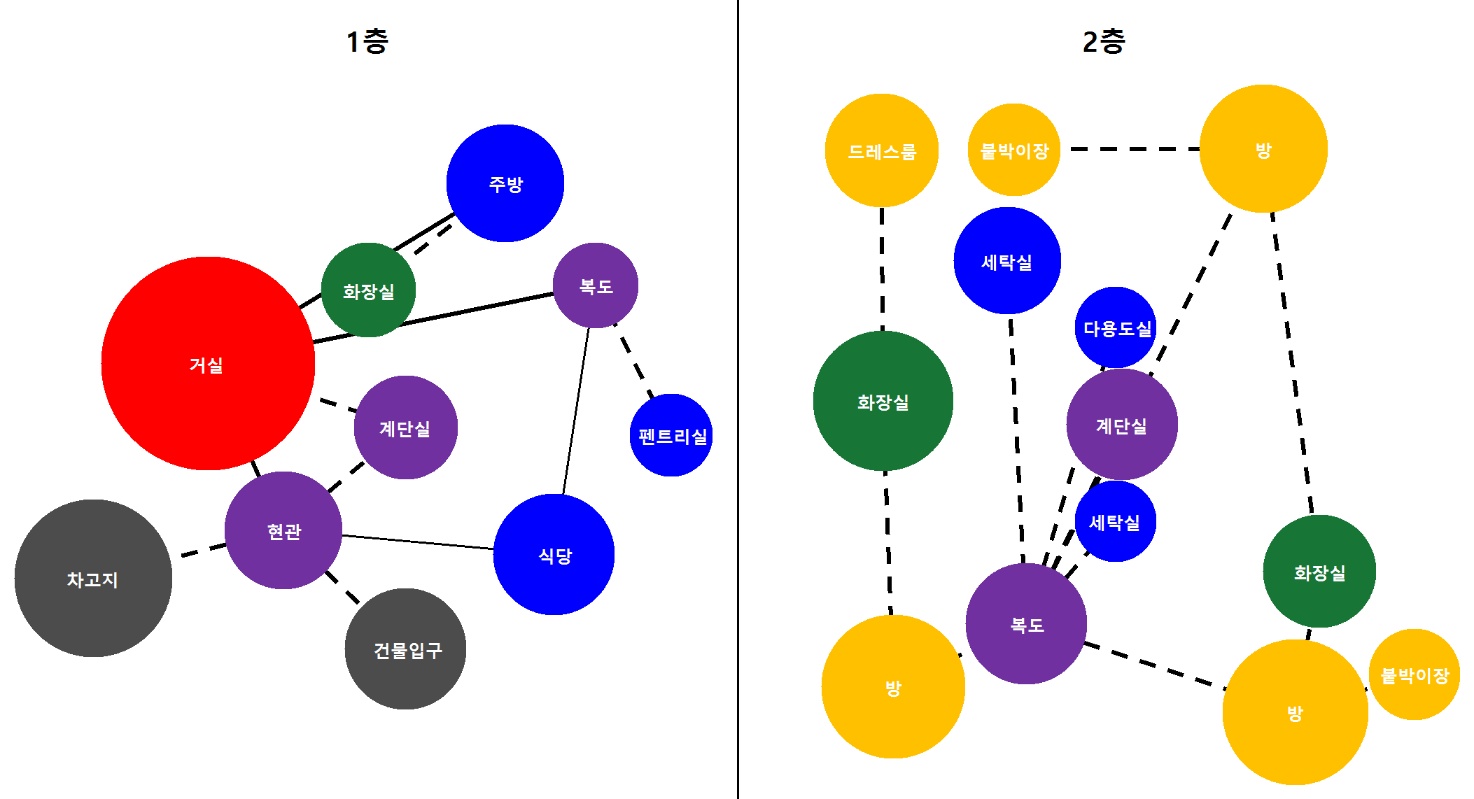 1층
주방
화장실
복도
거실
계단실
펜트리실
현관
식당
차고지
건물입구
2층
드레스룸
붙박이장
방
세탁실
다용도실
화장실
계단실
세탁실
화장실
복도
방
붙박이장
방